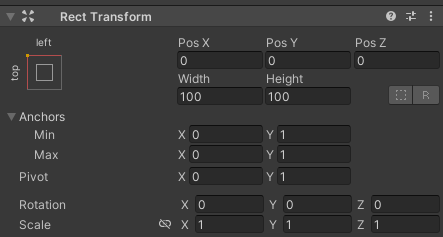 Rect Transform
left
top
Pos X Pos Y Pos Z
0 0 0
Width Height
100 100 R
Anchors
Min X 0 Y 1
Max X 0 Y 1
Pivot X 0 Y 1
Rotation X 0 Y 0 Z 0
Scale X 1 Y 1 Z 1